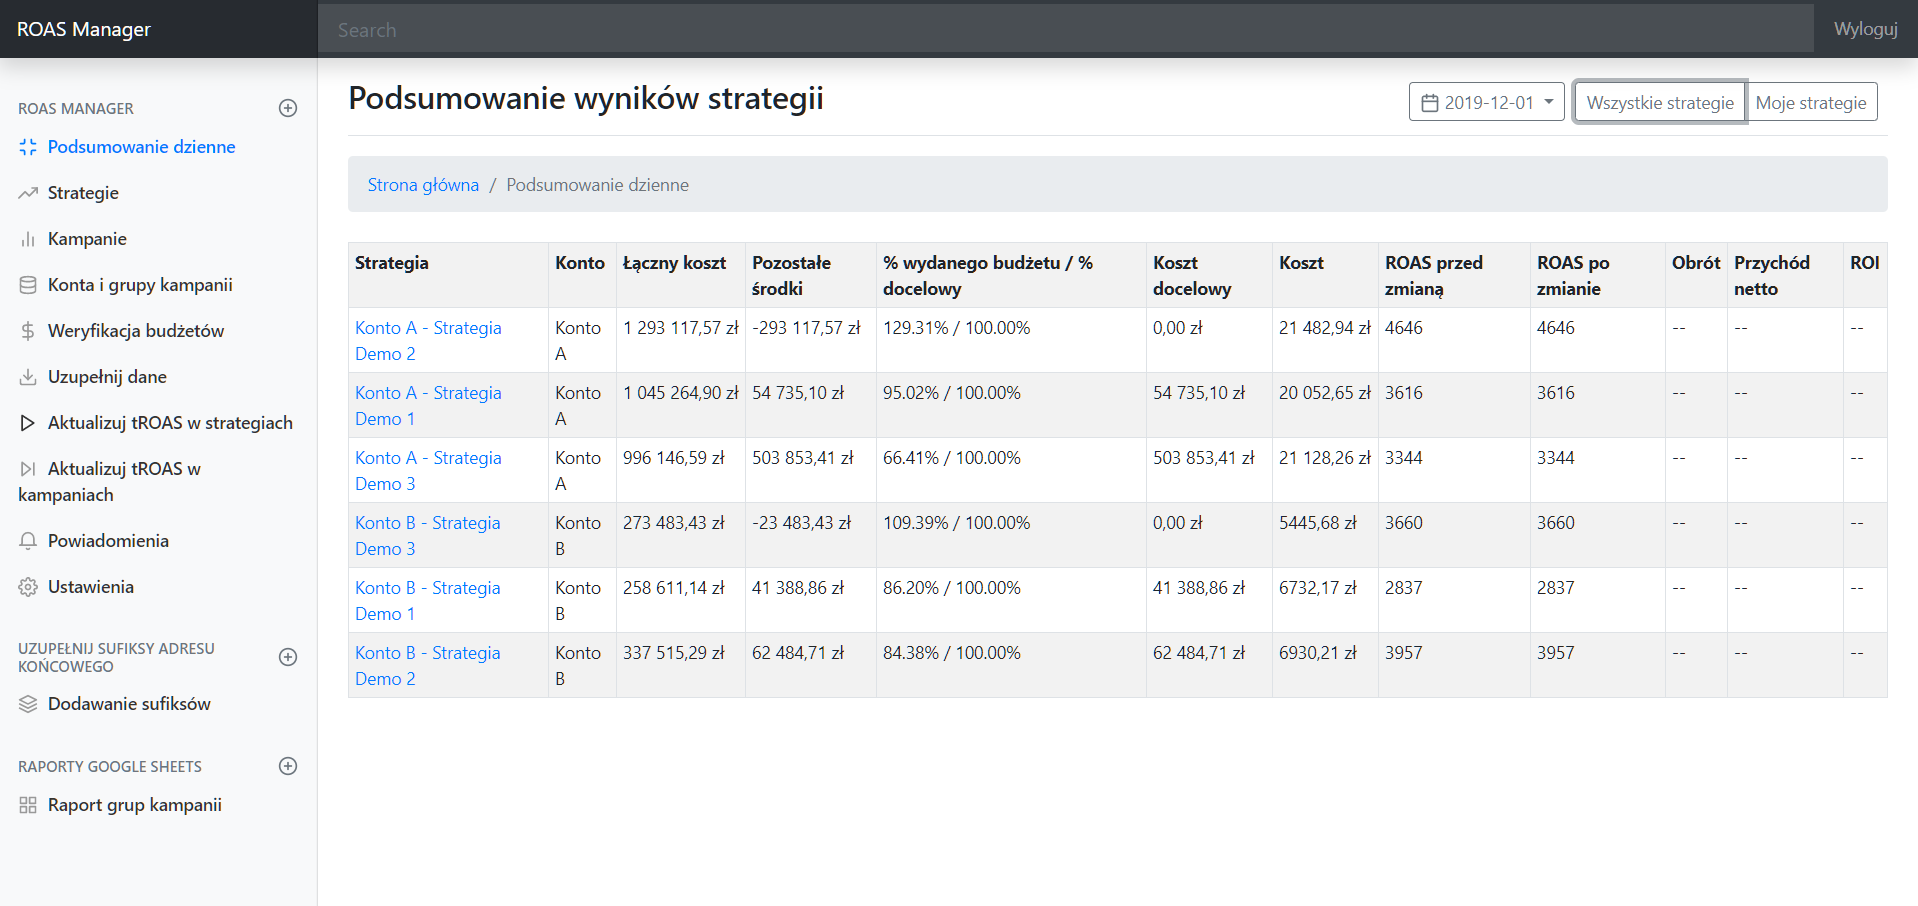 ROAS Manager
Search
Wyloguj
ROAS MANAGER
Podsumowanie dzienne
Strategie
Kampanie
Konta i grupy kampanii
Weryfikacja budżetów
Uzupełnij dane
Aktualizuj tROAS w strategiach
Aktualizuj tROAS w
kampaniach
Powiadomienia
Ustawienia
UZUPEŁNIJ SUFIKSY ADRESU
KOŃCOWEGO
Dodawanie sufiksów
RAPORTY GOOGLE SHEETS
Raport grup kampanii
Podsumowanie wyników strategii
2019-12-01
Wszystkie strategie
Moje strategie
Strona główna / Podsumowanie dzienne
Strategia Konto Łączny koszt Pozostałe środki % wydanego budżetu / % docelowy Koszt docelowy Koszt ROAS przed zmianą ROAS po zmianie Obrót Przychód netto ROI
Konto A - Strategia Demo 2 Konto A 1 293 117,57 zł -293 117,57 zł 129.31% / 100.00% 0,00 zł 21 482,94 zł 4646 4646 -- -- --
Konto A - Strategia Demo 1 Konto A 1 045 264,90 zł 54 735,10 zł 95.02% / 100.00% 54 735,10 zł 20 052,65 zł 3616 3616 -- -- --
Konto A - Strategia Demo 3 Konto A 996 146,59 zł 503 853,41 zł 66.41% / 100.00% 503 853,41 zł 21 128,26 zł 3344 3344 -- -- --
Konto B - Strategia Demo 3 Konto B 273 483,43 zł -23 483,43 zł 109.39% / 100.00% 0,00 zł 5445,68 zł 3660 3660 -- -- --
Konto B - Strategia Demo 1 Konto B 258 611,14 zł 41 388,86 zł 86.20% / 100.00% 41 388,86 zł 6732,17 zł 2837 2837 -- -- --
Konto B - Strategia Demo 2 Konto B 337 515,29 zł 62 484,71 zł 84.38% / 100.00% 62 484,71 zł 6930,21 zł 3957 3957 -- -- --